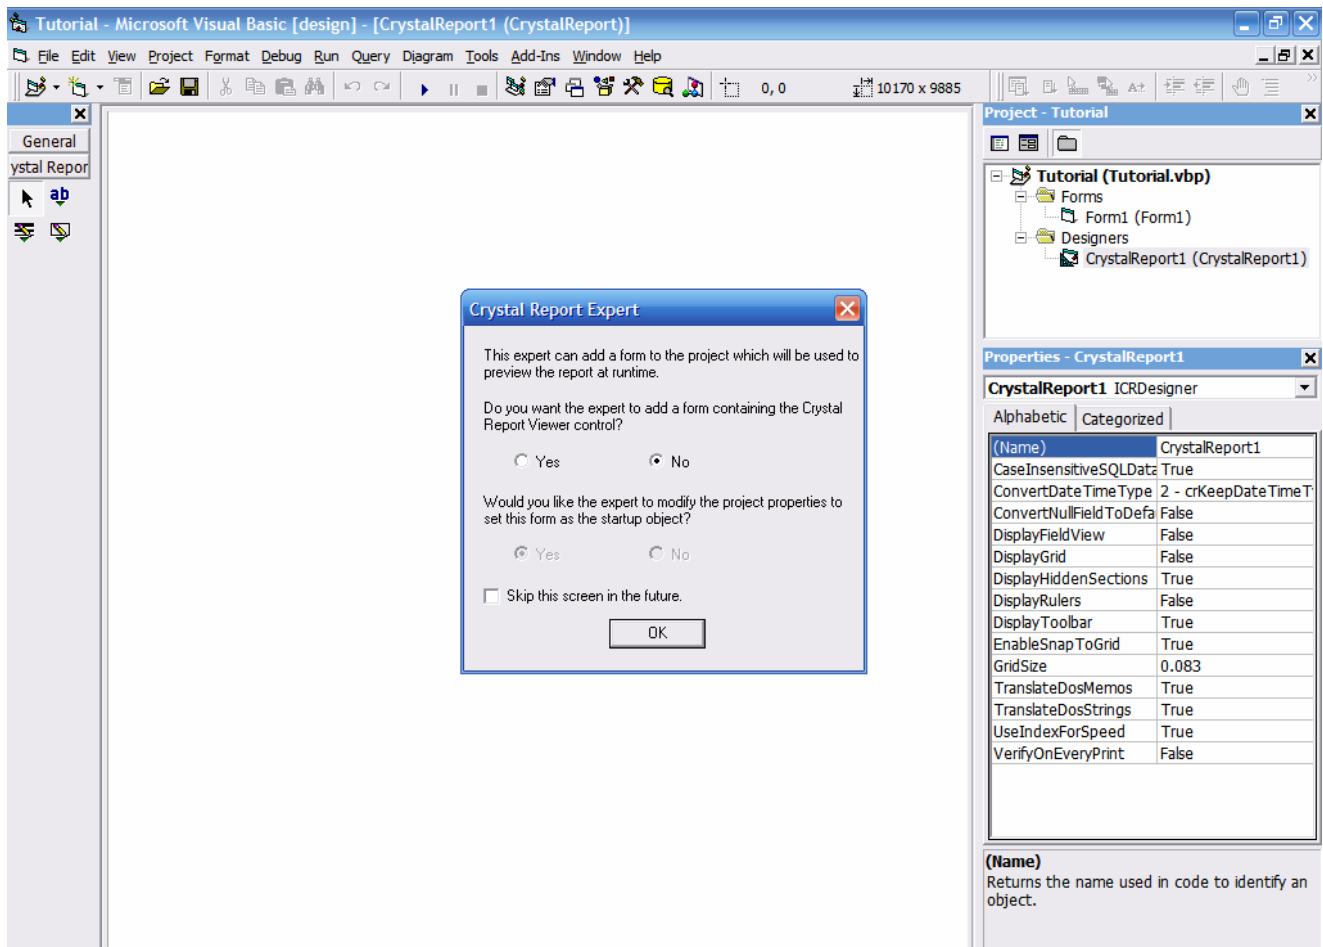 Tutorial - Microsoft Visual Basic [design] - [CrystalReport1 (CrystalReport)]
File Edit View Project Format Debug Run Query Diagram Tools Add-Ins Window Help
0, 0 10170 x 9885
General
ystal Repor
ab
Crystal Report Expert
This expert can add a form to the project which will be used to
preview the report at runtime.
Do you want the expert to add a form containing the Crystal
Report Viewer control?
Yes No
Would you like the expert to modify the project properties to
set this form as the startup object?
Yes No
Skip this screen in the future.
OK
Project - Tutorial
Tutorial (Tutorial.vbp)
Forms
Form1 (Form1)
Designers
CrystalReport1 (CrystalReport1)
Properties - CrystalReport1
CrystalReport1 ICRDesigner
Alphabetic Categorized
(Name) CrystalReport1
CaseInsensitiveSQLData True
ConvertDateTimeType 2 - crKeepDateTimeT
ConvertNullFieldToDefa False
DisplayFieldView False
DisplayGrid False
DisplayHiddenSections True
DisplayRulers False
DisplayToolbar True
EnableSnapToGrid True
GridSize 0.083
TranslateDosMemos True
TranslateDosStrings True
UseIndexForSpeed True
VerifyOnEveryPrint False
(Name)
Returns the name used in code to identify an
object.